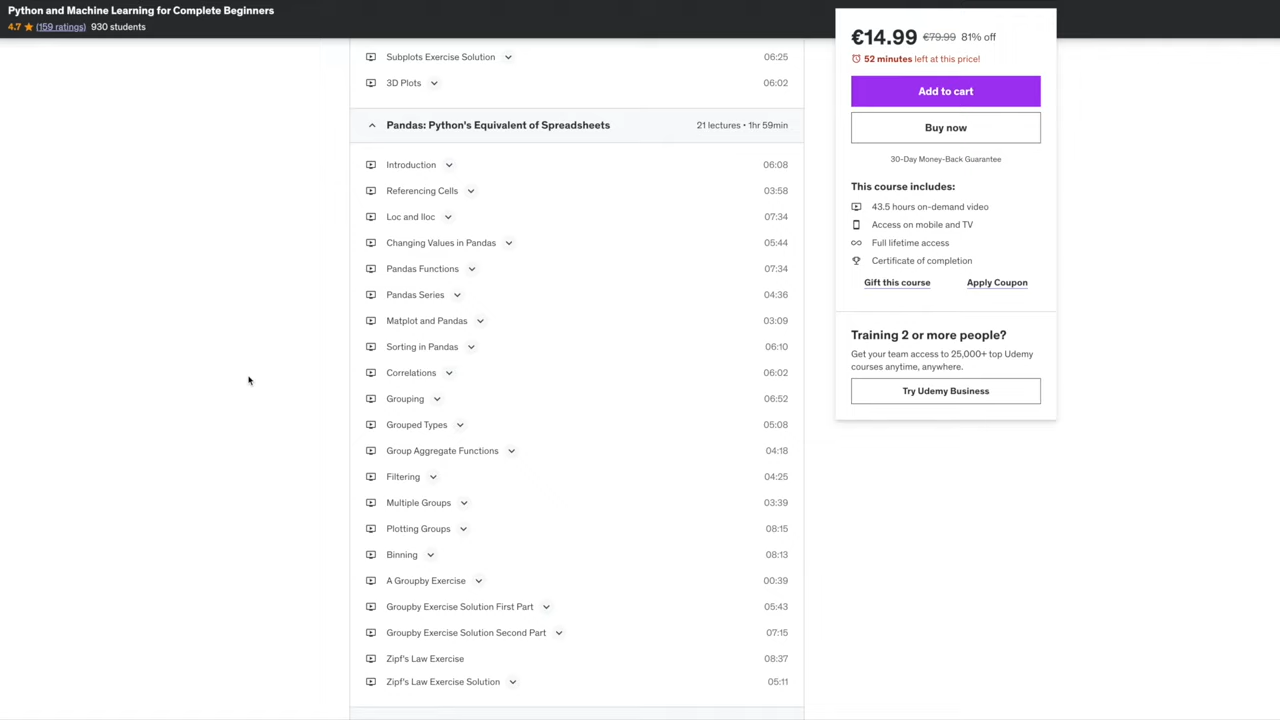 Python and Machine Learning for Complete Beginners
4.7 ★ (159 ratings) 930 students
Subplots Exercise Solution 06:25
3D Plots 06:02
Pandas: Python's Equivalent of Spreadsheets 21 lectures • 1hr 59min
Introduction 06:08
Referencing Cells 03:58
Loc and Iloc 07:34
Changing Values in Pandas 05:44
Pandas Functions 07:34
Pandas Series 04:36
Matplot and Pandas 03:09
Sorting in Pandas 06:10
Correlations 06:02
Grouping 06:52
Grouped Types 05:08
Group Aggregate Functions 04:18
Filtering 04:25
Multiple Groups 03:39
Plotting Groups 08:15
Binning 08:13
A Groupby Exercise 00:39
Groupby Exercise Solution First Part 05:43
Groupby Exercise Solution Second Part 07:15
Zipf's Law Exercise 08:37
Zipf's Law Exercise Solution 05:11
€14.99 €79.99 81% off
52 minutes left at this price!
Add to cart
Buy now
30-Day Money-Back Guarantee
This course includes:
43.5 hours on-demand video
Access on mobile and TV
Full lifetime access
Certificate of completion
Gift this course Apply Coupon
Training 2 or more people?
Get your team access to 25,000+ top Udemy
courses anytime, anywhere.
Try Udemy Business